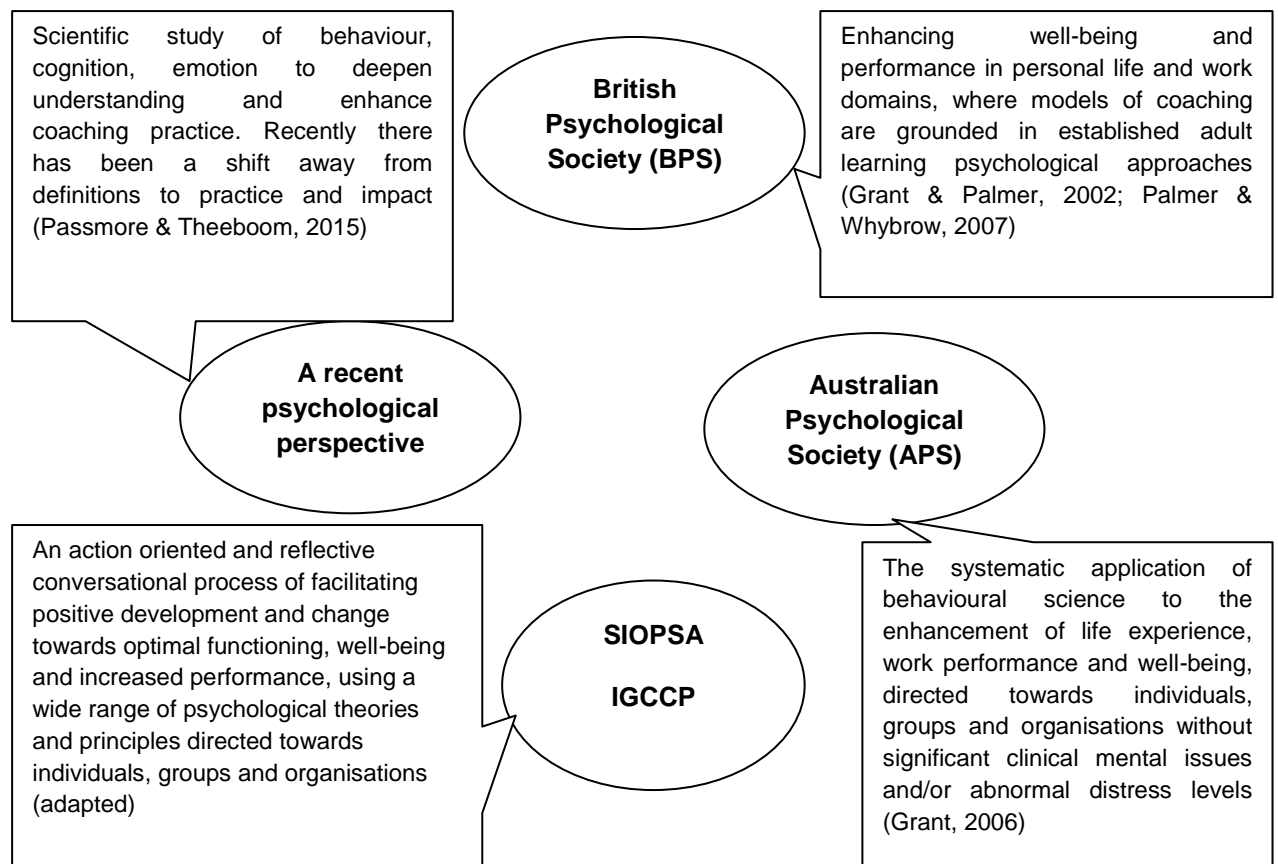 Scientific study of behaviour,
cognition, emotion to deepen
understanding and enhance
coaching practice. Recently there
has been a shift away from
definitions to practice and impact
(Passmore & Theeboom, 2015)
British
Psychological
Society (BPS)
Enhancing well-being and
performance in personal life and work
domains, where models of coaching
are grounded in established adult
learning psychological approaches
(Grant & Palmer, 2002; Palmer &
Whybrow, 2007)
A recent
psychological
perspective
Australian
Psychological
Society (APS)
An action oriented and reflective
conversational process of facilitating
positive development and change
towards optimal functioning, well-being
and increased performance, using a
wide range of psychological theories
and principles directed towards
individuals, groups and organisations
(adapted)
SIOPSA
IGCCP
The systematic application of
behavioural science to the
enhancement of life experience,
work performance and well-being,
directed towards individuals,
groups and organisations without
significant clinical mental issues
and/or abnormal distress levels
(Grant, 2006)